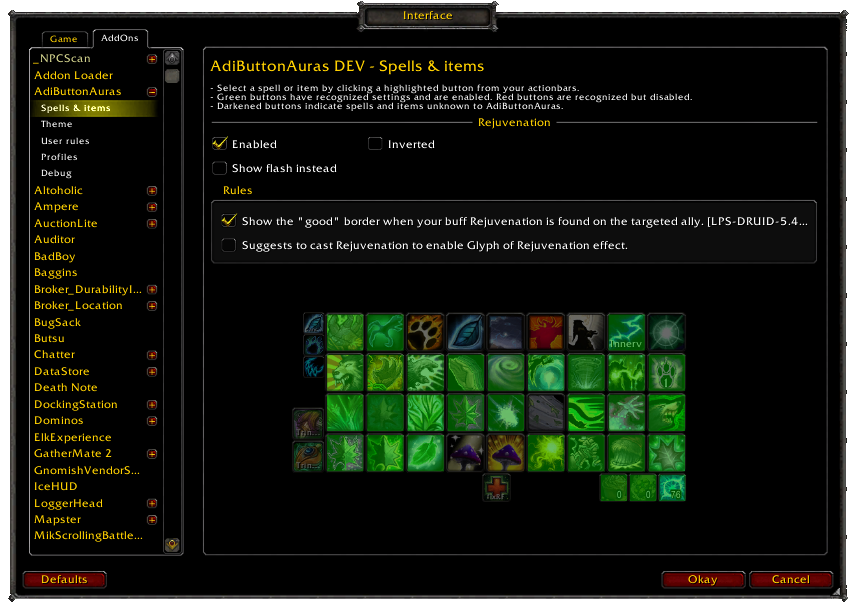 Interface
Game
AddOns
_NPCScan
Addon Loader
AdiButtonAuras
Spells & items
Theme
User rules
Profiles
Debug
Altoholic
Ampere
AuctionLite
Auditor
BadBoy
Baggins
Broker_DurabilityI...
Broker_Location
BugSack
Butsu
Chatter
DataStore
Death Note
DockingStation
Dominos
ElkExperience
GatherMate 2
GnomishVendorS...
IceHUD
LoggerHead
Mapster
MikScrollingBattle...
AdiButtonAuras DEV - Spells & items
- Select a spell or item by clicking a highlighted button from your actionbars.
- Green buttons have recognized settings and are enabled. Red buttons are recognized but disabled.
- Darkened buttons indicate spells and items unknown to AdiButtonAuras.
Rejuvenation
Enabled
Inverted
Show flash instead
Rules
Show the "good" border when your buff Rejuvenation is found on the targeted ally. [LPS-DRUID-5.4...
Suggests to cast Rejuvenation to enable Glyph of Rejuvenation effect.
Innerv
Trin...
Trin...
0
0
76
Defaults
Okay
Cancel